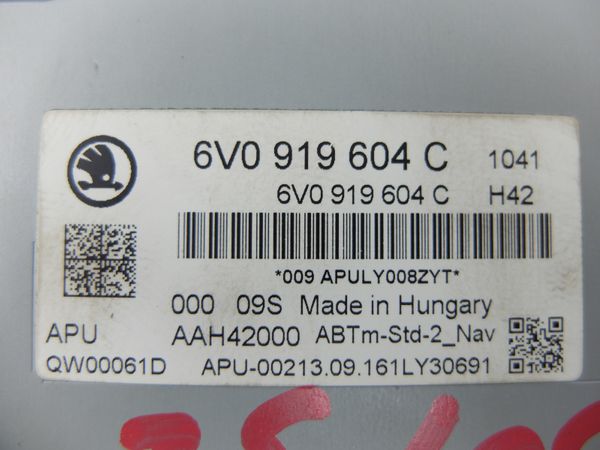 6V0 919 604 C 1041
6V0 919 604 C H42
*009 APULY008ZYT*
000 09S Made in Hungary
APU AAH42000 ABTm-Std-2_Nav
QW00061D APU-00213.09.161LY30691